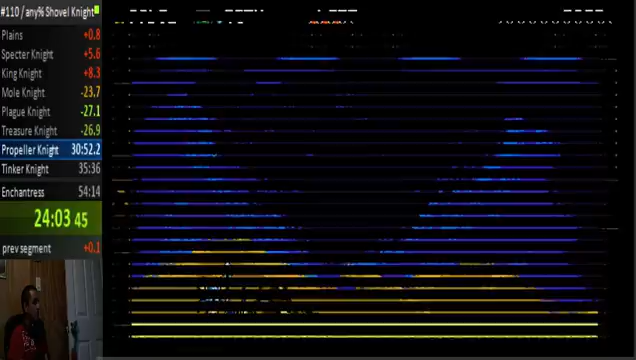 #110 / any% Shovel Knight
Plains +0.8
Specter Knight +5.6
King Knight +8.3
Mole Knight -23.7
Plague Knight -27.1
Treasure Knight -26.9
Propeller Knight 30:52.2
Tinker Knight 35:36
Enchantress 54:14
24:03 45
prev segment +0.1